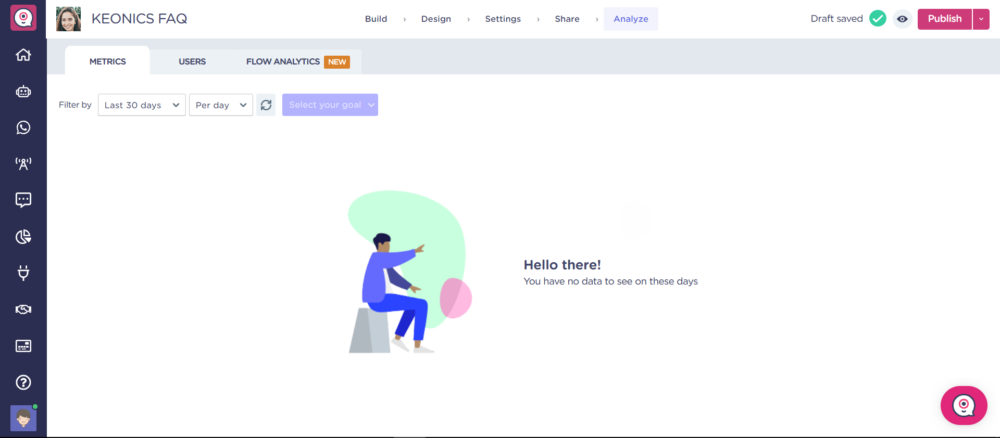 KEONICS FAQ
Build › Design › Settings › Share › Analyze
Draft saved
Publish
METRICS
USERS
FLOW ANALYTICS NEW
Filter by
Last 30 days
Per day
Select your goal
Hello there!
You have no data to see on these days